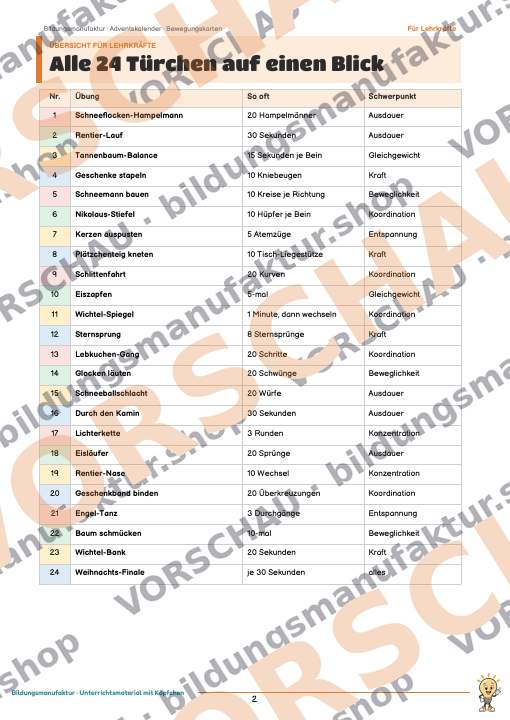 Bildungsmanufaktur · Adventskalender · Bewegungskarten Für Lehrkräfte
ÜBERSICHT FÜR LEHRKRÄFTE
Alle 24 Türchen auf einen Blick
Nr. Übung So oft Schwerpunkt
1 Schneeflocken-Hampelmann 20 Hampelmänner Ausdauer
2 Rentier-Lauf 30 Sekunden Ausdauer
3 Tannenbaum-Balance 15 Sekunden je Bein Gleichgewicht
4 Geschenke stapeln 10 Kniebeugen Kraft
5 Schneemann bauen 10 Kreise je Richtung Beweglichkeit
6 Nikolaus-Stiefel 10 Hüpfer je Bein Koordination
7 Kerzen auspusten 5 Atemzüge Entspannung
8 Plätzchenteig kneten 10 Tisch-Liegestütze Kraft
9 Schlittenfahrt 20 Kurven Koordination
10 Eiszapfen 5-mal Gleichgewicht
11 Wichtel-Spiegel 1 Minute, dann wechseln Koordination
12 Sternsprung 8 Sternsprünge Kraft
13 Lebkuchen-Gang 20 Schritte Koordination
14 Glocken läuten 20 Schwünge Beweglichkeit
15 Schneeballschlacht 20 Würfe Ausdauer
16 Durch den Kamin 30 Sekunden Ausdauer
17 Lichterkette 3 Runden Konzentration
18 Eisläufer 20 Sprünge Ausdauer
19 Rentier-Nase 10 Wechsel Konzentration
20 Geschenkband binden 20 Überkreuzungen Koordination
21 Engel-Tanz 3 Durchgänge Entspannung
22 Baum schmücken 10-mal Beweglichkeit
23 Wichtel-Bank 20 Sekunden Kraft
24 Weihnachts-Finale je 30 Sekunden alles
VORSCHAU · bildungsmanufaktur.shop
VORSCHAU
Bildungsmanufaktur · Unterrichtsmaterial mit Köpfchen
2